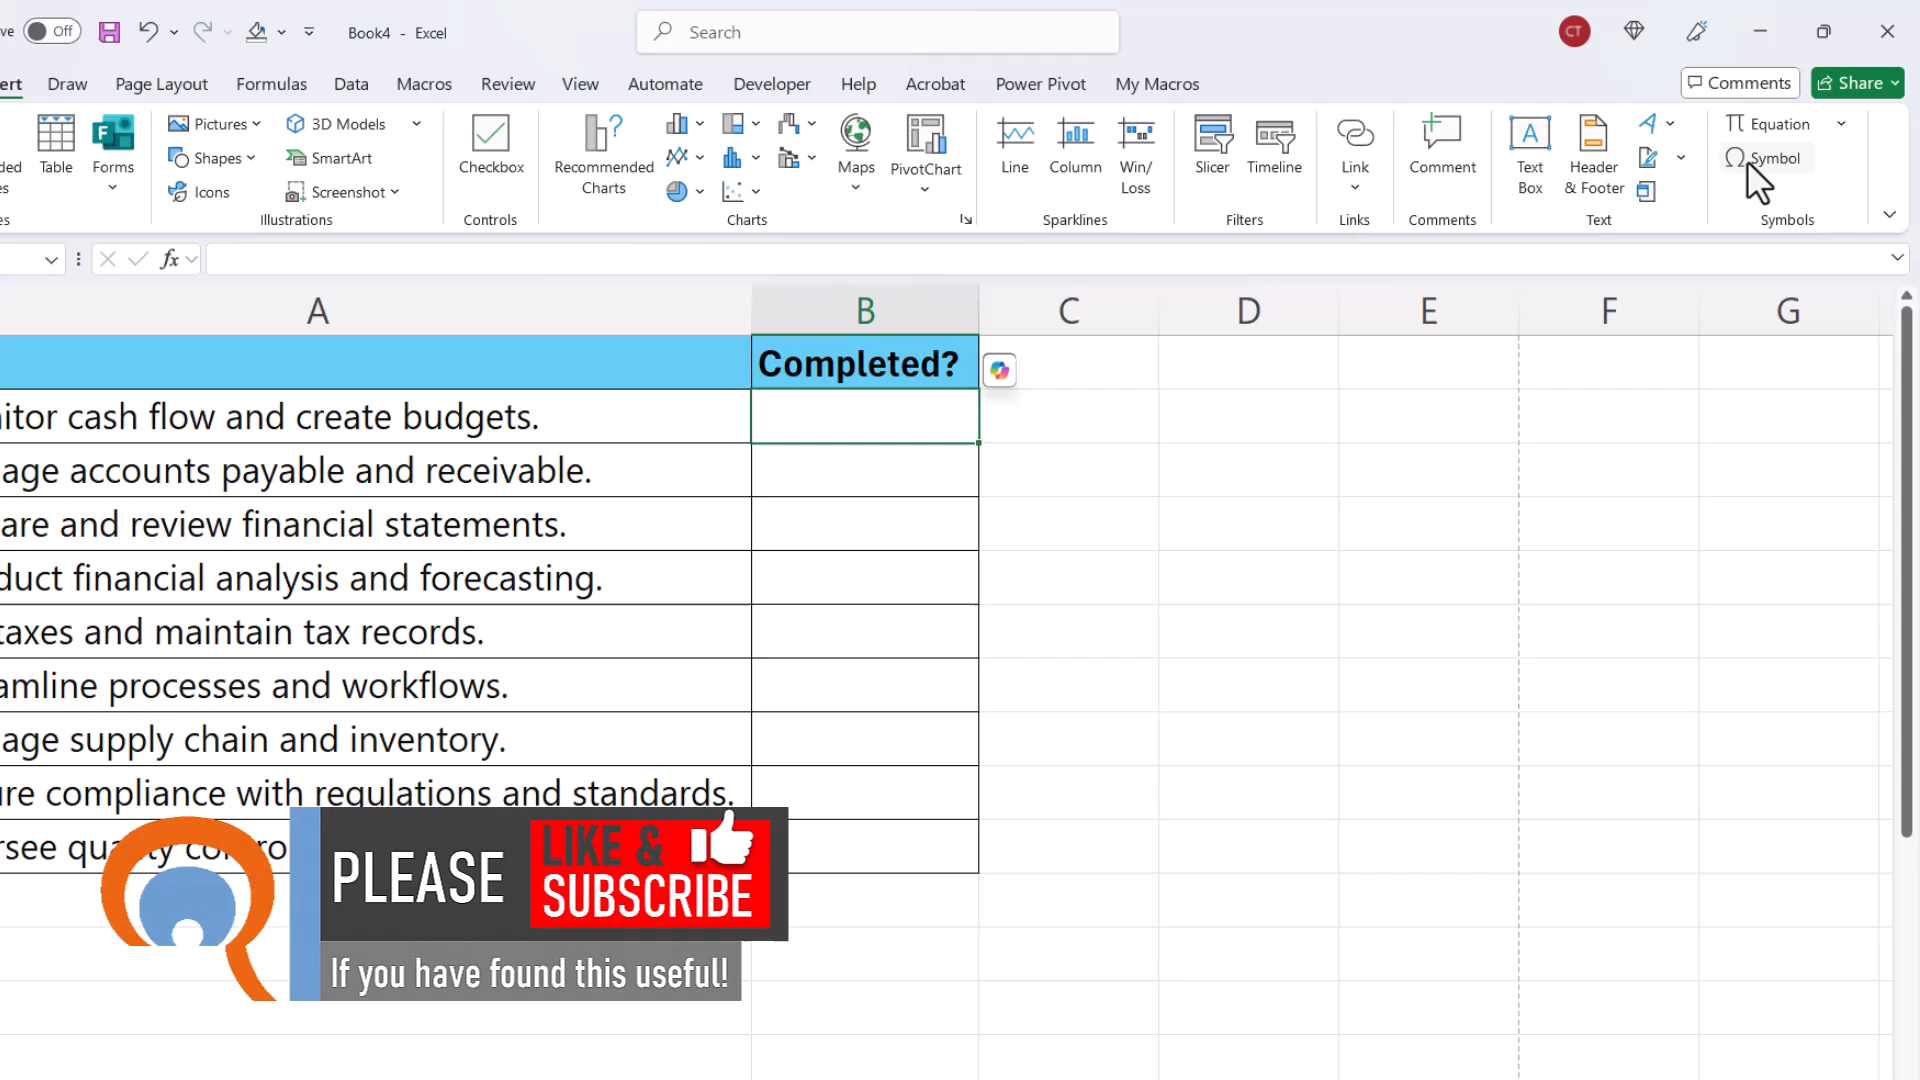 ve Off Book4 - Excel Search CT
ert Draw Page Layout Formulas Data Macros Review View Automate Developer Help Acrobat Power Pivot My Macros Comments Share
ded Table Forms Pictures Shapes Icons 3D Models SmartArt Screenshot Checkbox Recommended Charts Maps PivotChart Line Column Win/ Loss Slicer Timeline Link Comment Text Box Header & Footer Equation Symbol
es Illustrations Controls Charts Sparklines Filters Links Comments Text Symbols
fx
A B C D E F G
Completed?
itor cash flow and create budgets.
age accounts payable and receivable.
are and review financial statements.
duct financial analysis and forecasting.
taxes and maintain tax records.
amline processes and workflows.
age supply chain and inventory.
ure compliance with regulations and standards.
rsee
PLEASE LIKE & SUBSCRIBE
If you have found this useful!